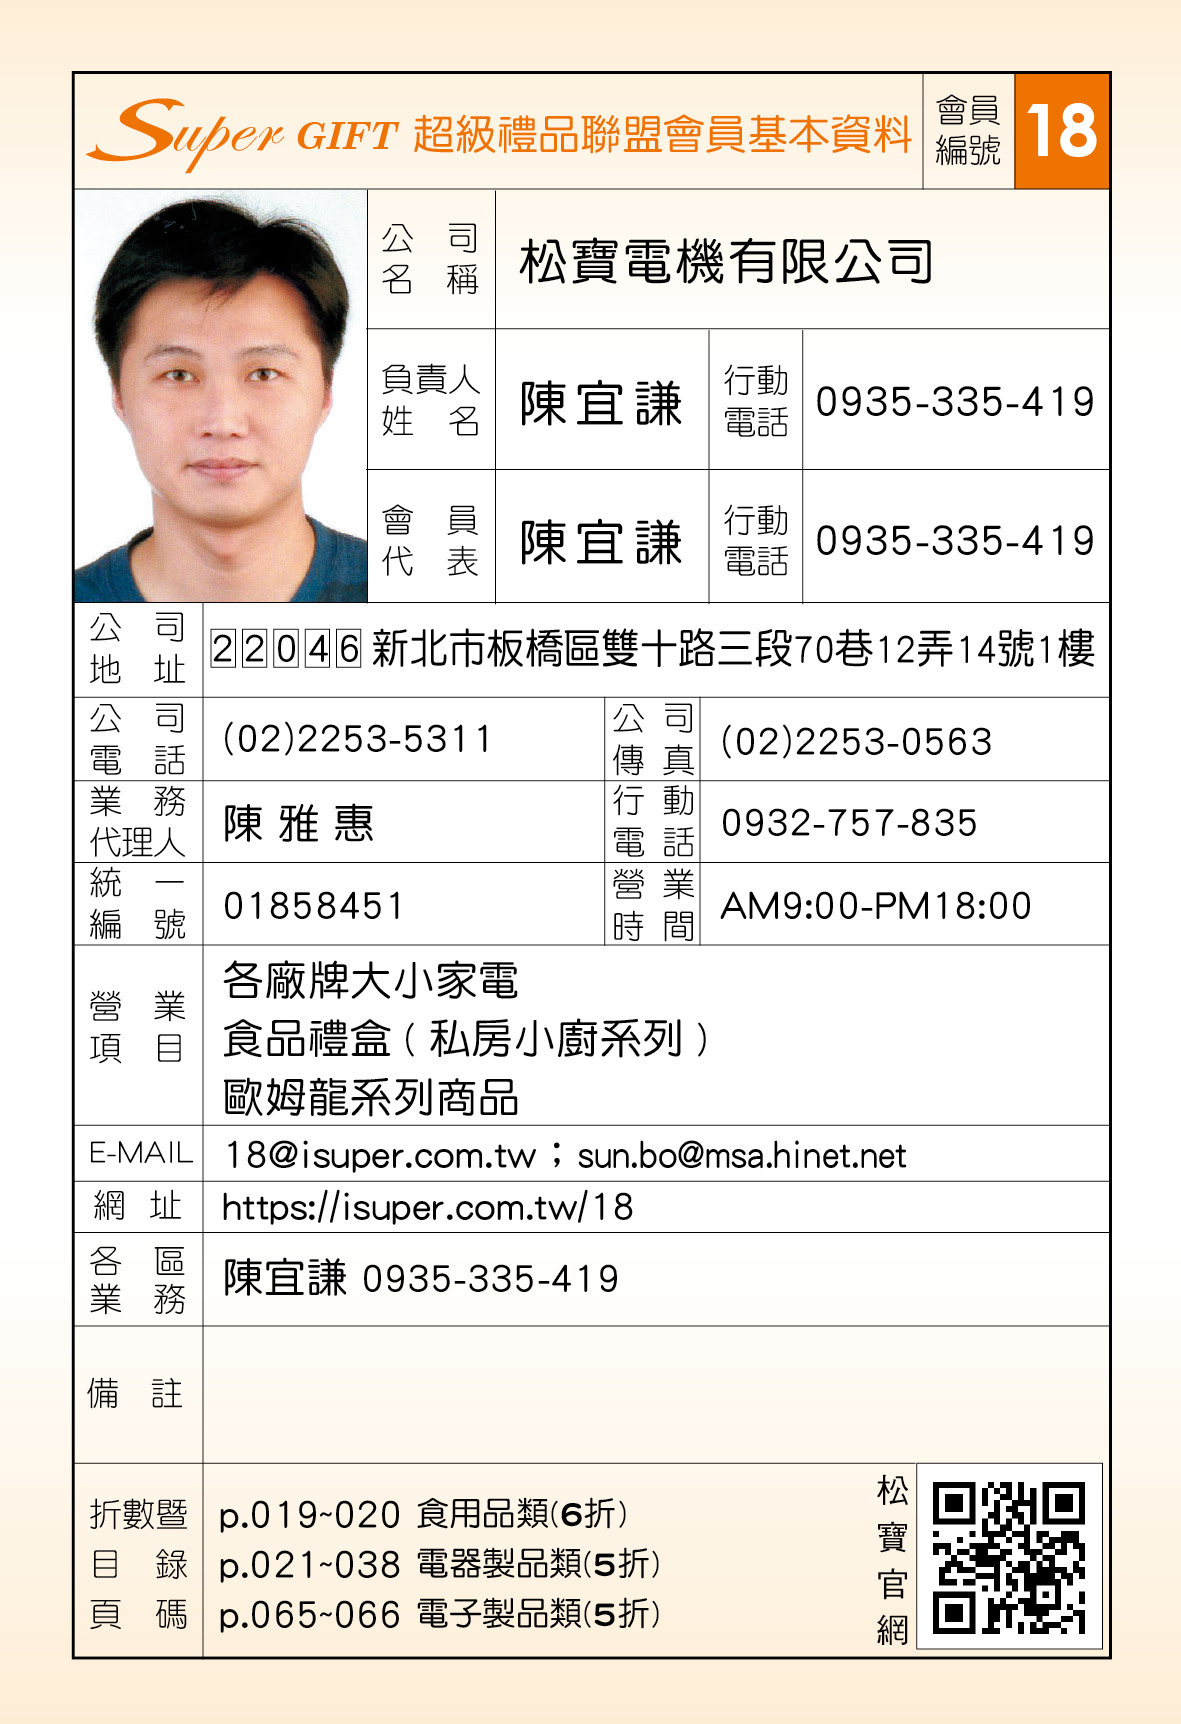 Super GIFT 超級禮品聯盟會員基本資料 會員編號 18
公司名稱 松寶電機有限公司
負責人姓名 陳宜謙 行動電話 0935-335-419
會員代表 陳宜謙 行動電話 0935-335-419
公司地址 22046 新北市板橋區雙十路三段70巷12弄14號1樓
公司電話 (02)2253-5311 公司傳真 (02)2253-0563
業務代理人 陳雅惠 行動電話 0932-757-835
統一編號 01858451 營業時間 AM9:00-PM18:00
營業項目 各廠牌大小家電
食品禮盒(私房小廚系列)
歐姆龍系列商品
E-MAIL 18@isuper.com.tw；sun.bo@msa.hinet.net
網址 https://isuper.com.tw/18
各區業務 陳宜謙 0935-335-419
備註
折數暨 p.019~020 食用品類(6折)
目錄 p.021~038 電器製品類(5折)
頁碼 p.065~066 電子製品類(5折)
松寶官網